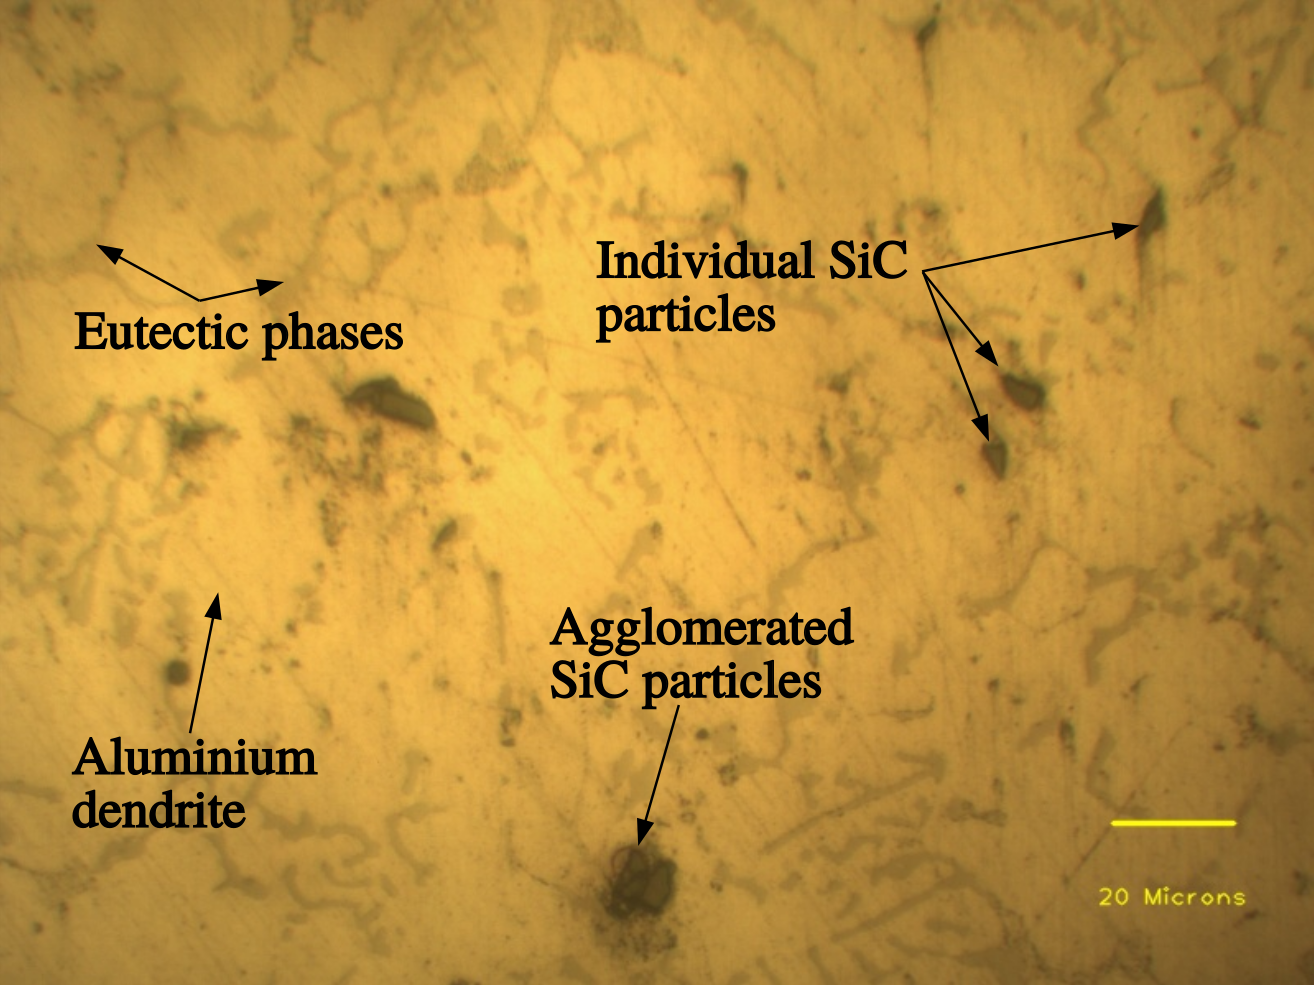 Individual SiC
particles
Eutectic phases
Agglomerated
SiC particles
Aluminium
dendrite
20 Microns